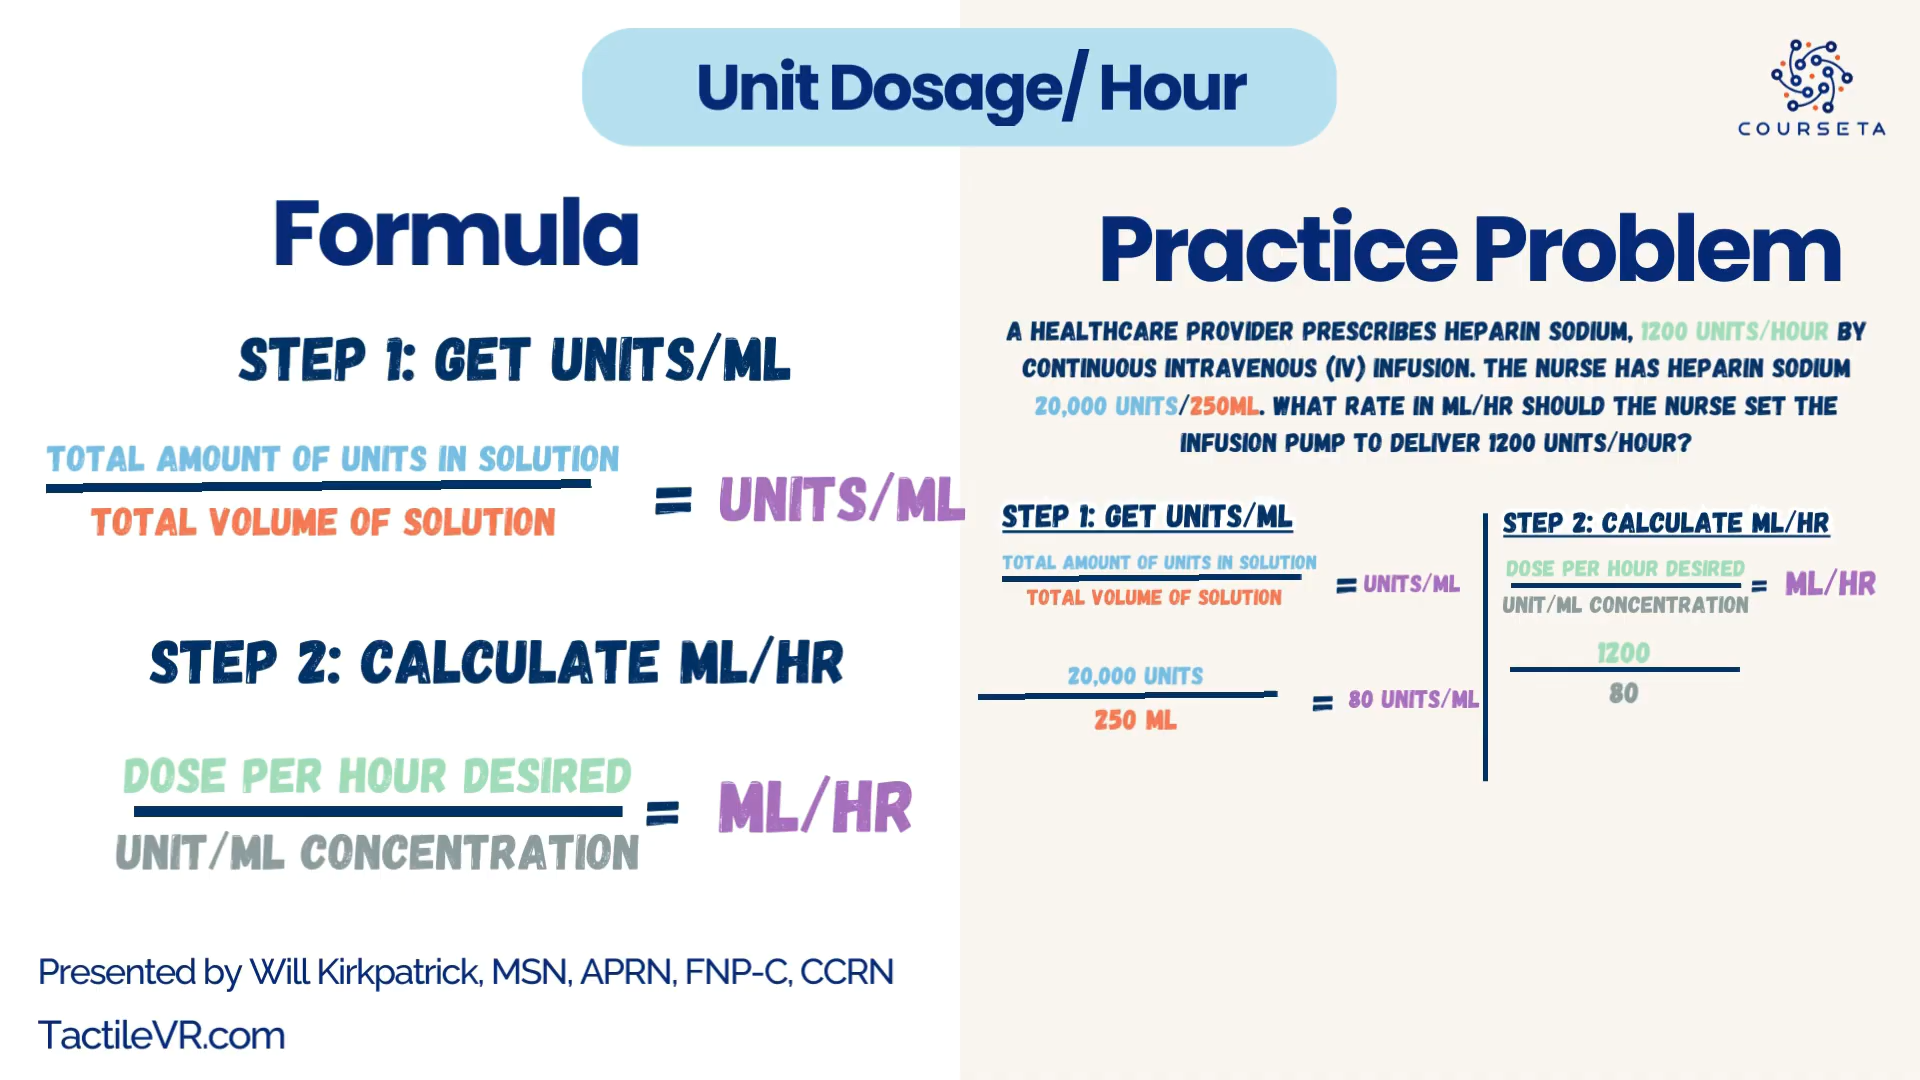 Unit Dosage/ Hour
COURSETA
Formula
STEP 1: GET UNITS/ML
TOTAL AMOUNT OF UNITS IN SOLUTION
TOTAL VOLUME OF SOLUTION
= UNITS/ML
STEP 2: CALCULATE ML/HR
DOSE PER HOUR DESIRED
UNIT/ML CONCENTRATION
= ML/HR
Presented by Will Kirkpatrick, MSN, APRN, FNP-C, CCRN
TactileVR.com
Practice Problem
A HEALTHCARE PROVIDER PRESCRIBES HEPARIN SODIUM, 1200 UNITS/HOUR BY
CONTINUOUS INTRAVENOUS (IV) INFUSION. THE NURSE HAS HEPARIN SODIUM
20,000 UNITS/250ML. WHAT RATE IN ML/HR SHOULD THE NURSE SET THE
INFUSION PUMP TO DELIVER 1200 UNITS/HOUR?
STEP 1: GET UNITS/ML
TOTAL AMOUNT OF UNITS IN SOLUTION
TOTAL VOLUME OF SOLUTION
= UNITS/ML
20,000 UNITS
250 ML
= 80 UNITS/ML
STEP 2: CALCULATE ML/HR
DOSE PER HOUR DESIRED
UNIT/ML CONCENTRATION
= ML/HR
1200
80